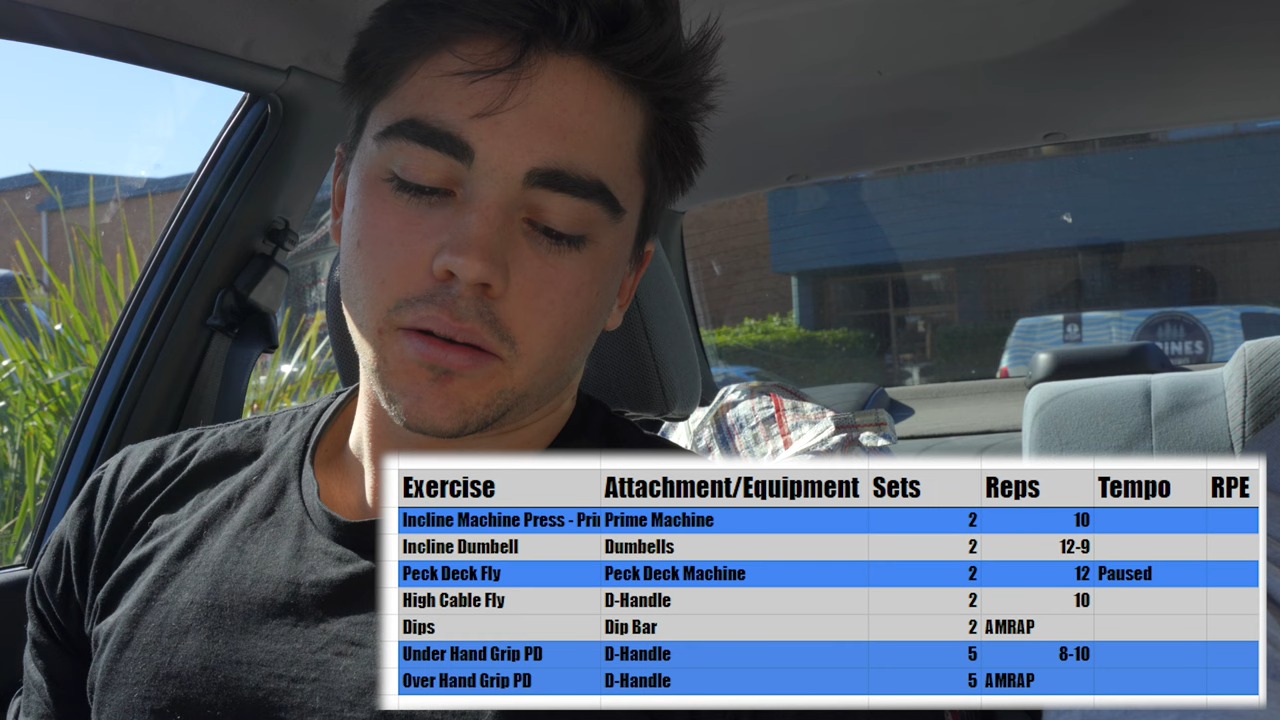 PINES
Exercise Attachment/Equipment Sets Reps Tempo RPE
Incline Machine Press - Pri Prime Machine 2 10
Incline Dumbell Dumbells 2 12-9
Peck Deck Fly Peck Deck Machine 2 12 Paused
High Cable Fly D-Handle 2 10
Dips Dip Bar 2 AMRAP
Under Hand Grip PD D-Handle 5 8-10
Over Hand Grip PD D-Handle 5 AMRAP